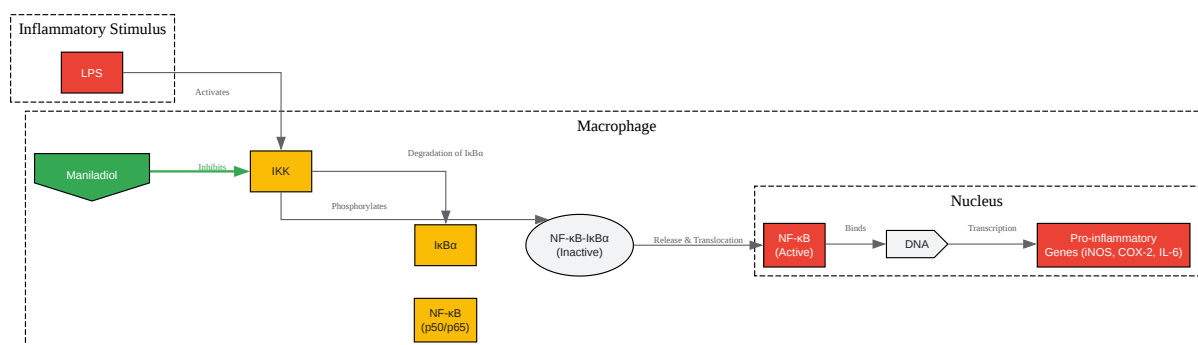 Inflammatory Stimulus
LPS
Activates
Macrophage
Maniladiol
Inhibits
IKK
Degradation of IκBα
Phosphorylates
IκBα
NF-κB
(p50/p65)
NF-κB-IκBα
(Inactive)
Release & Translocation
Nucleus
NF-κB
(Active)
Binds
DNA
Transcription
Pro-inflammatory
Genes (iNOS, COX-2, IL-6)